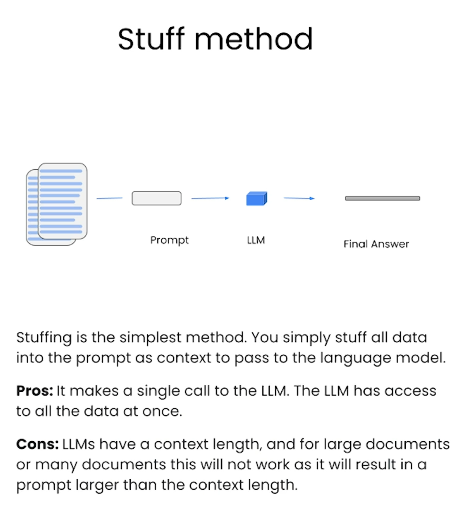 Stuff method
Prompt
LLM
Final Answer
Stuffing is the simplest method. You simply stuff all data
into the prompt as context to pass to the language model.
Pros: It makes a single call to the LLM. The LLM has access
to all the data at once.
Cons: LLMs have a context length, and for large documents
or many documents this will not work as it will result in a
prompt larger than the context length.